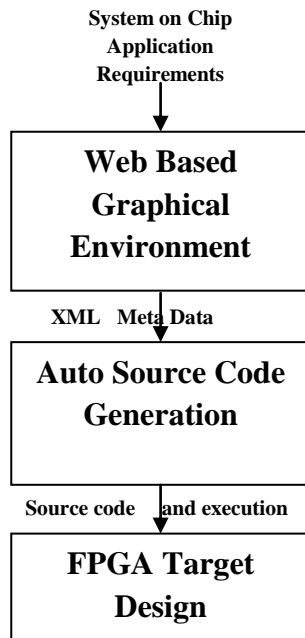 System on Chip
Application
Requirements
Web Based
Graphical
Environment
XML Meta Data
Auto Source Code
Generation
Source code and execution
FPGA Target
Design